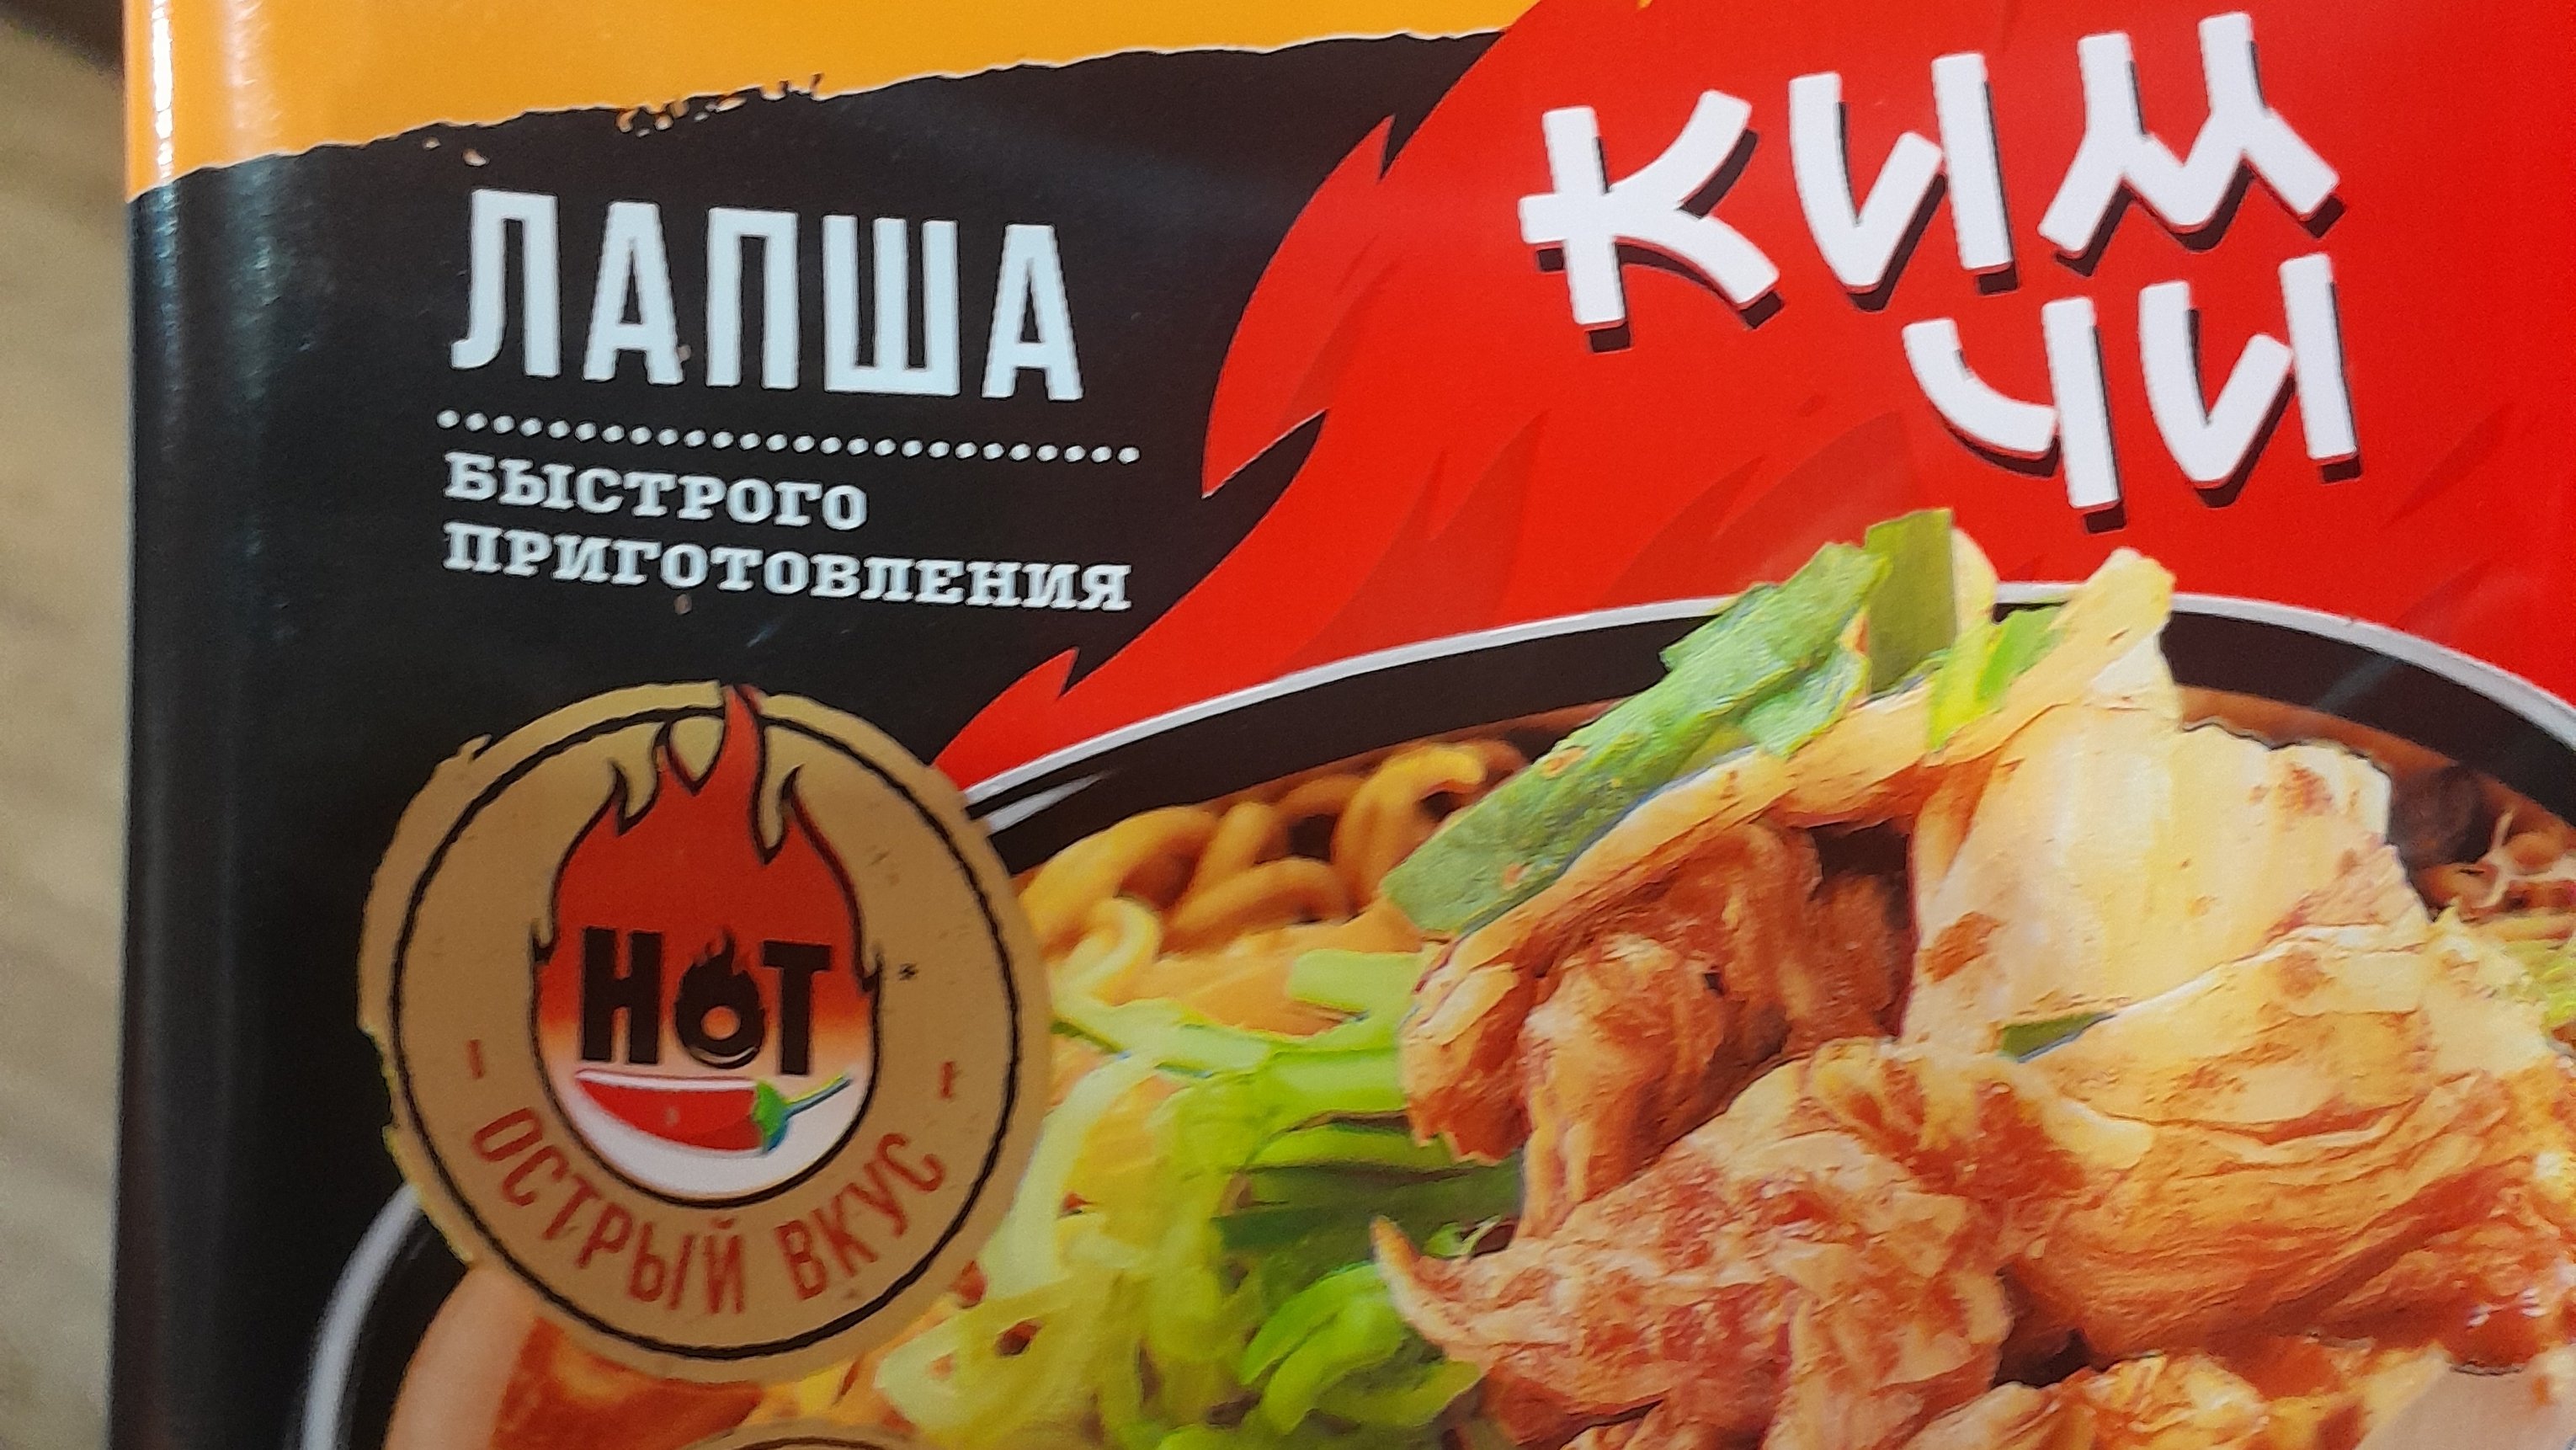 ЛАПША
БЫСТРОГО
ПРИГОТОВЛЕНИЯ
КИМ
ЧИ
HOT
ОСТРЫЙ ВКУС